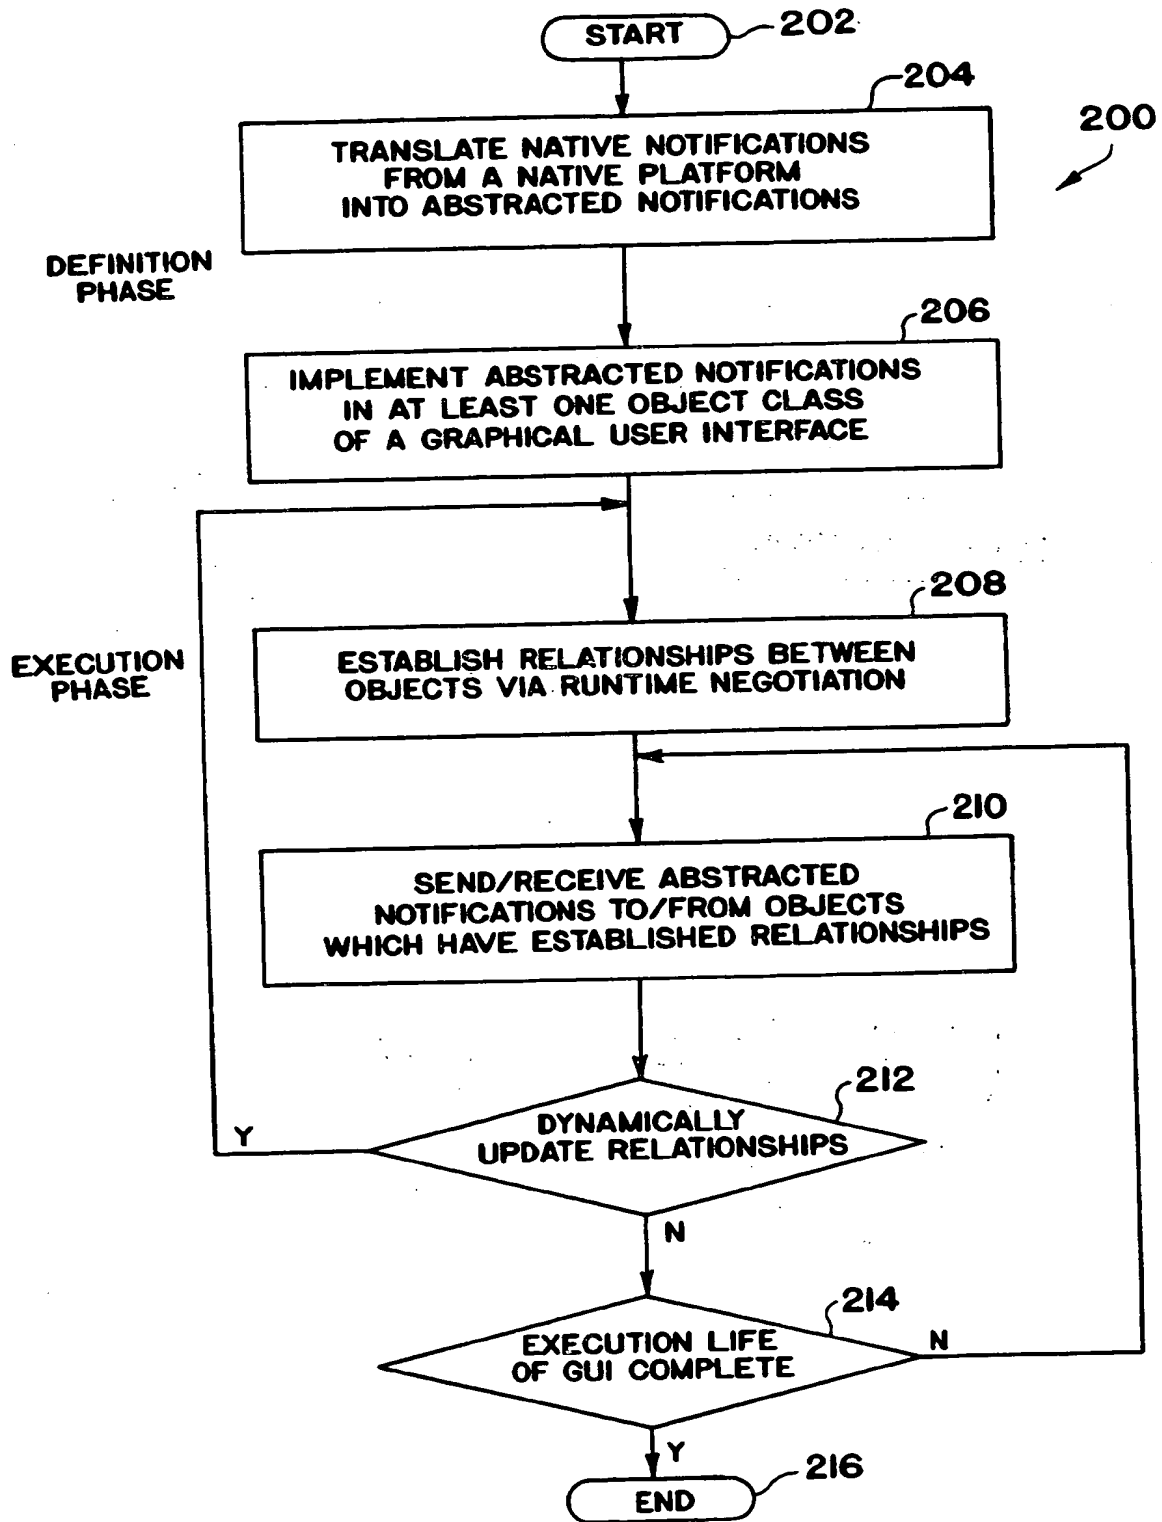 START
202
204
200
TRANSLATE NATIVE NOTIFICATIONS
FROM A NATIVE PLATFORM
INTO ABSTRACTED NOTIFICATIONS
DEFINITION
PHASE
206
IMPLEMENT ABSTRACTED NOTIFICATIONS
IN AT LEAST ONE OBJECT CLASS
OF A GRAPHICAL USER INTERFACE
208
EXECUTION
PHASE
ESTABLISH RELATIONSHIPS BETWEEN
OBJECTS VIA RUNTIME NEGOTIATION
210
SEND/RECEIVE ABSTRACTED
NOTIFICATIONS TO/FROM OBJECTS
WHICH HAVE ESTABLISHED RELATIONSHIPS
212
Y
DYNAMICALLY
UPDATE RELATIONSHIPS
N
214
EXECUTION LIFE
OF GUI COMPLETE
N
Y
216
END